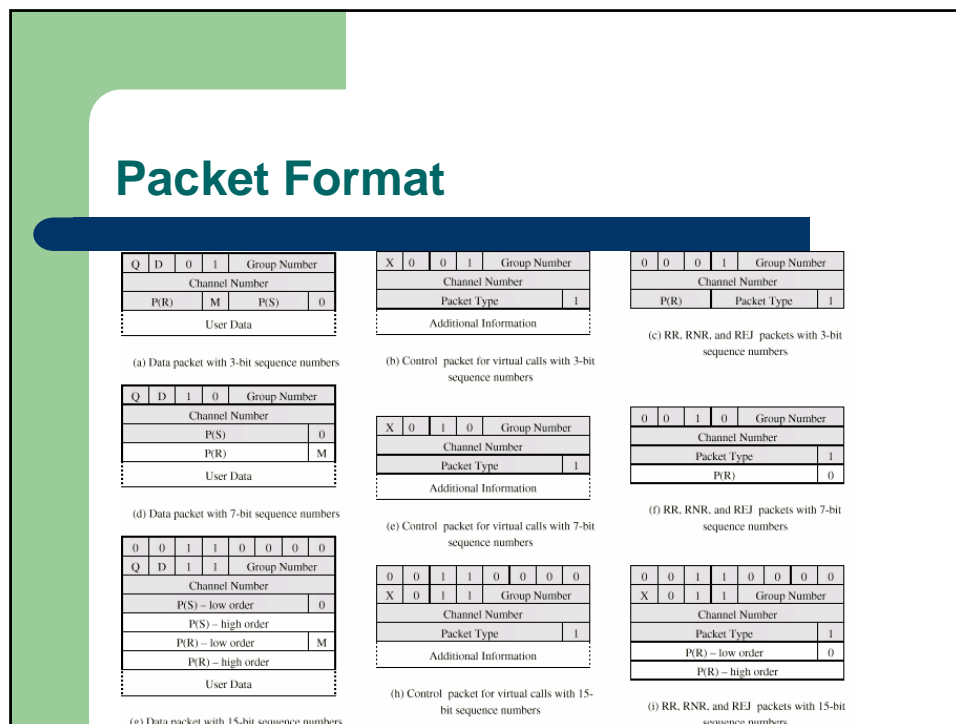 Packet Format
Q D 0 1 Group Number
Channel Number
P(R) M P(S) 0
User Data
(a) Data packet with 3-bit sequence numbers
X 0 0 1 Group Number
Channel Number
Packet Type 1
Additional Information
(b) Control packet for virtual calls with 3-bit
sequence numbers
0 0 0 1 Group Number
Channel Number
P(R) Packet Type 1
(c) RR, RNR, and REJ packets with 3-bit
sequence numbers
Q D 1 0 Group Number
Channel Number
P(S) 0
P(R) M
User Data
(d) Data packet with 7-bit sequence numbers
X 0 1 0 Group Number
Channel Number
Packet Type 1
Additional Information
(e) Control packet for virtual calls with 7-bit
sequence numbers
0 0 1 0 Group Number
Channel Number
Packet Type 1
P(R) 0
(f) RR, RNR, and REJ packets with 7-bit
sequence numbers
0 0 1 1 0 0 0 0
Q D 1 1 Group Number
Channel Number
P(S) – low order 0
P(S) – high order
P(R) – low order M
P(R) – high order
User Data
(g) Data packet with 15-bit sequence numbers
0 0 1 1 0 0 0 0
X 0 1 1 Group Number
Channel Number
Packet Type 1
Additional Information
(h) Control packet for virtual calls with 15-
bit sequence numbers
0 0 1 1 0 0 0 0
X 0 1 1 Group Number
Channel Number
Packet Type 1
P(R) – low order 0
P(R) – high order
(i) RR, RNR, and REJ packets with 15-bit
sequence numbers